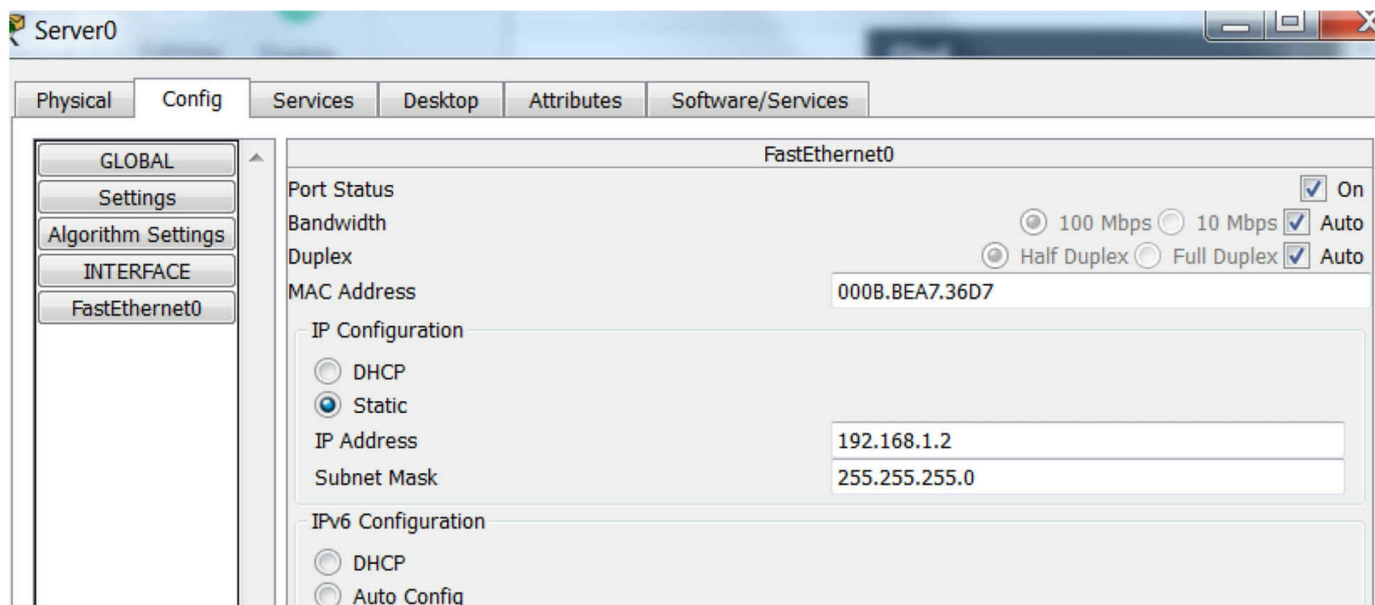 Server0
Physical Config Services Desktop Attributes Software/Services
GLOBAL
Settings
Algorithm Settings
INTERFACE
FastEthernet0
FastEthernet0
Port Status On
Bandwidth 100 Mbps 10 Mbps Auto
Duplex Half Duplex Full Duplex Auto
MAC Address 000B.BEA7.36D7
IP Configuration
DHCP
Static
IP Address 192.168.1.2
Subnet Mask 255.255.255.0
IPv6 Configuration
DHCP
Auto Config